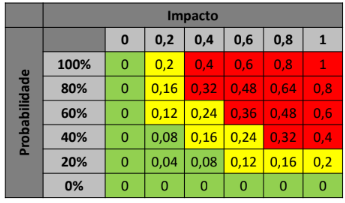 Impacto
0 0,2 0,4 0,6 0,8 1
Probabilidade
100% 0 0,2 0,4 0,6 0,8 1
80% 0 0,16 0,32 0,48 0,64 0,8
60% 0 0,12 0,24 0,36 0,48 0,6
40% 0 0,08 0,16 0,24 0,32 0,4
20% 0 0,04 0,08 0,12 0,16 0,2
0% 0 0 0 0 0 0